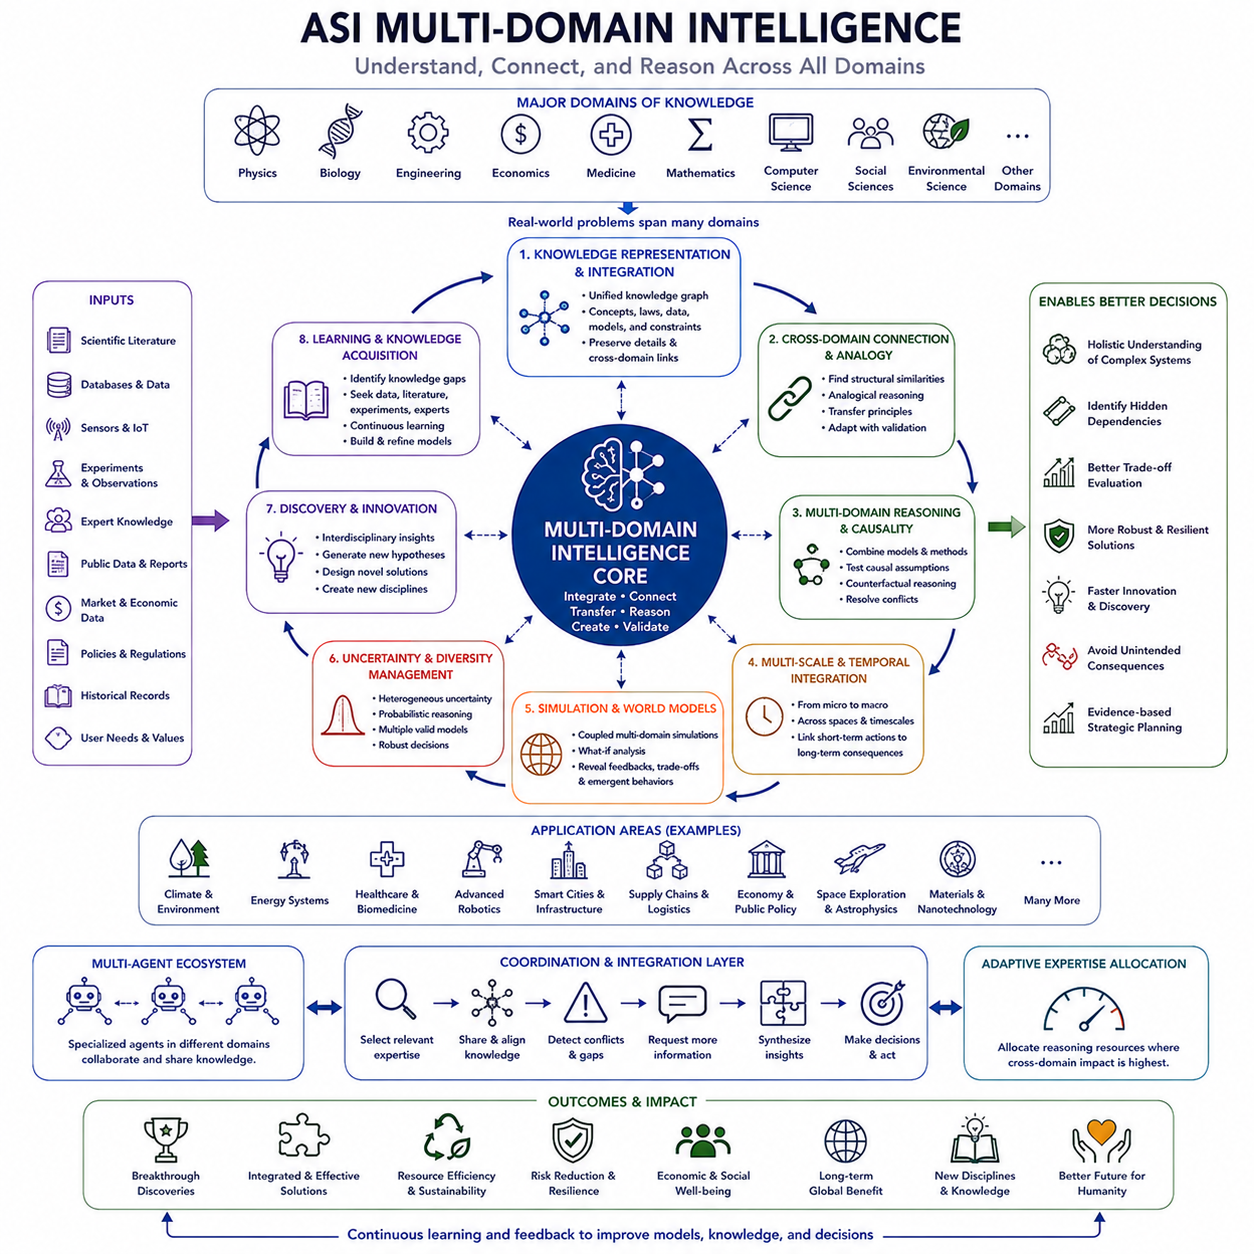 ASI MULTI-DOMAIN INTELLIGENCE
Understand, Connect, and Reason Across All Domains
MAJOR DOMAINS OF KNOWLEDGE
Physics
Biology
Engineering
$
Economics
Medicine
Σ
Mathematics
Computer
Science
Social
Sciences
Environmental
Science
...
Other
Domains
Real-world problems span many domains
1. KNOWLEDGE REPRESENTATION
& INTEGRATION
• Unified knowledge graph
• Concepts, laws, data,
models, and constraints
• Preserve details &
cross-domain links
2. CROSS-DOMAIN CONNECTION
& ANALOGY
• Find structural similarities
• Analogical reasoning
• Transfer principles
• Adapt with validation
3. MULTI-DOMAIN REASONING
& CAUSALITY
• Combine models & methods
• Test causal assumptions
• Counterfactual reasoning
• Resolve conflicts
4. MULTI-SCALE & TEMPORAL
INTEGRATION
• From micro to macro
• Across spaces & timescales
• Link short-term actions to
long-term consequences
5. SIMULATION & WORLD MODELS
• Coupled multi-domain simulations
• What-if analysis
• Reveal feedbacks, trade-offs
& emergent behaviors
6. UNCERTAINTY & DIVERSITY
MANAGEMENT
• Heterogeneous uncertainty
• Probabilistic reasoning
• Multiple valid models
• Robust decisions
7. DISCOVERY & INNOVATION
• Interdisciplinary insights
• Generate new hypotheses
• Design novel solutions
• Create new disciplines
8. LEARNING & KNOWLEDGE
ACQUISITION
• Identify knowledge gaps
• Seek data, literature,
experiments, experts
• Continuous learning
• Build & refine models
MULTI-DOMAIN
INTELLIGENCE
CORE
Integrate • Connect
Transfer • Reason
Create • Validate
INPUTS
Scientific Literature
Databases & Data
Sensors & IoT
Experiments
& Observations
Expert Knowledge
Public Data & Reports
$
Market & Economic
Data
Policies & Regulations
Historical Records
User Needs & Values
ENABLES BETTER DECISIONS
Holistic Understanding
of Complex Systems
Identify Hidden
Dependencies
Better Trade-off
Evaluation
More Robust & Resilient
Solutions
Faster Innovation
& Discovery
Avoid Unintended
Consequences
Evidence-based
Strategic Planning
APPLICATION AREAS (EXAMPLES)
Climate &
Environment
Energy Systems
Healthcare &
Biomedicine
Advanced
Robotics
Smart Cities &
Infrastructure
Supply Chains &
Logistics
Economy &
Public Policy
Space Exploration
& Astrophysics
Materials &
Nanotechnology
...
Many More
MULTI-AGENT ECOSYSTEM
Specialized agents in different domains
collaborate and share knowledge.
COORDINATION & INTEGRATION LAYER
Select relevant
expertise
Share & align
knowledge
Detect conflicts
& gaps
Request more
information
Synthesize
insights
Make decisions
& act
ADAPTIVE EXPERTISE ALLOCATION
Allocate reasoning resources where
cross-domain impact is highest.
OUTCOMES & IMPACT
Breakthrough
Discoveries
Integrated & Effective
Solutions
Resource Efficiency
& Sustainability
Risk Reduction &
Resilience
Economic & Social
Well-being
Long-term
Global Benefit
New Disciplines
& Knowledge
Better Future for
Humanity
Continuous learning and feedback to improve models, knowledge, and decisions